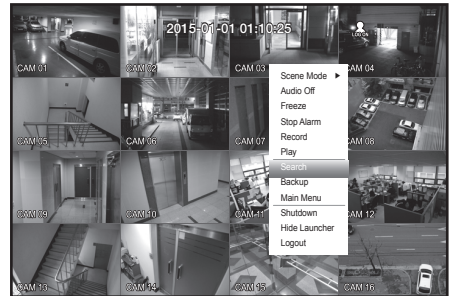 2015-01-01 01:10:25
LOG ON
CAM 01
CAM 02
CAM 03
CAM 04
Scene Mode
Audio Off
Freeze
Stop Alarm
Record
Play
Search
Backup
Main Menu
Shutdown
Hide Launcher
Logout
CAM 05
CAM 06
CAM 07
CAM 08
CAM 09
CAM 10
CAM 11
CAM 12
CAM 13
CAM 14
CAM 15
CAM 16